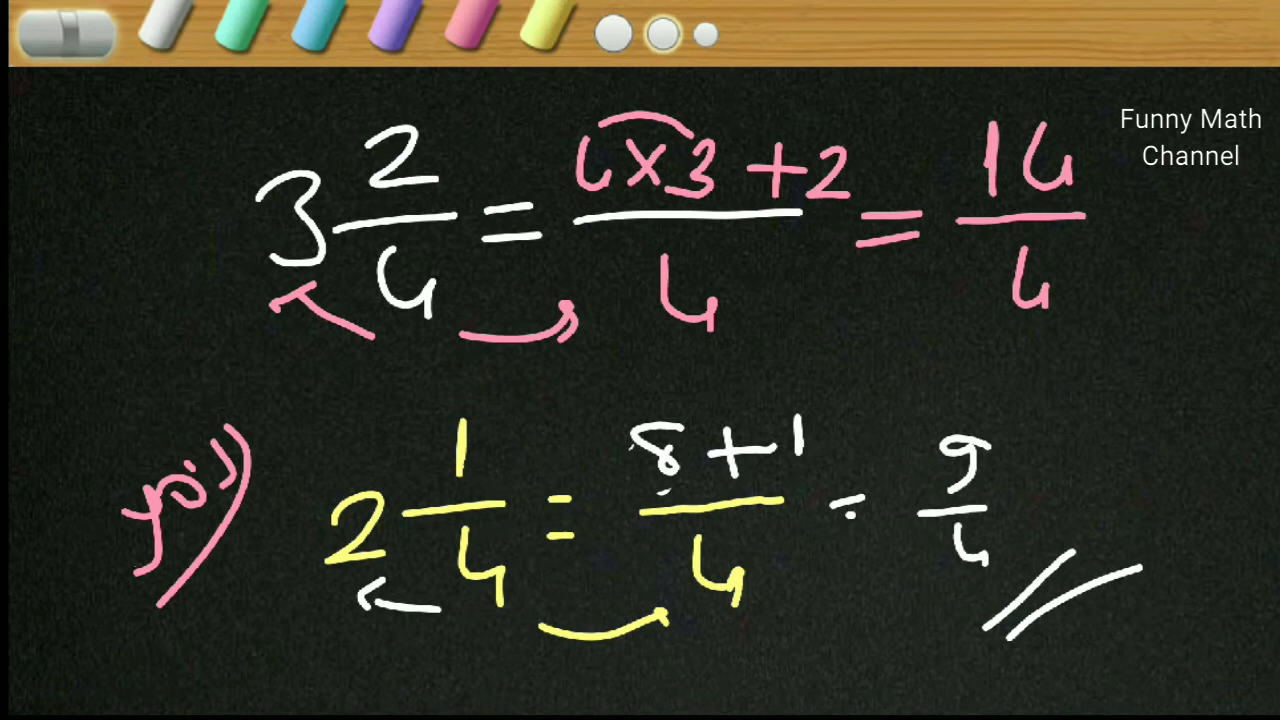 Funny Math
Channel
3 2/4 = 4×3+2/4 = 14/4
2 1/4 = 8+1/4 = 9/4